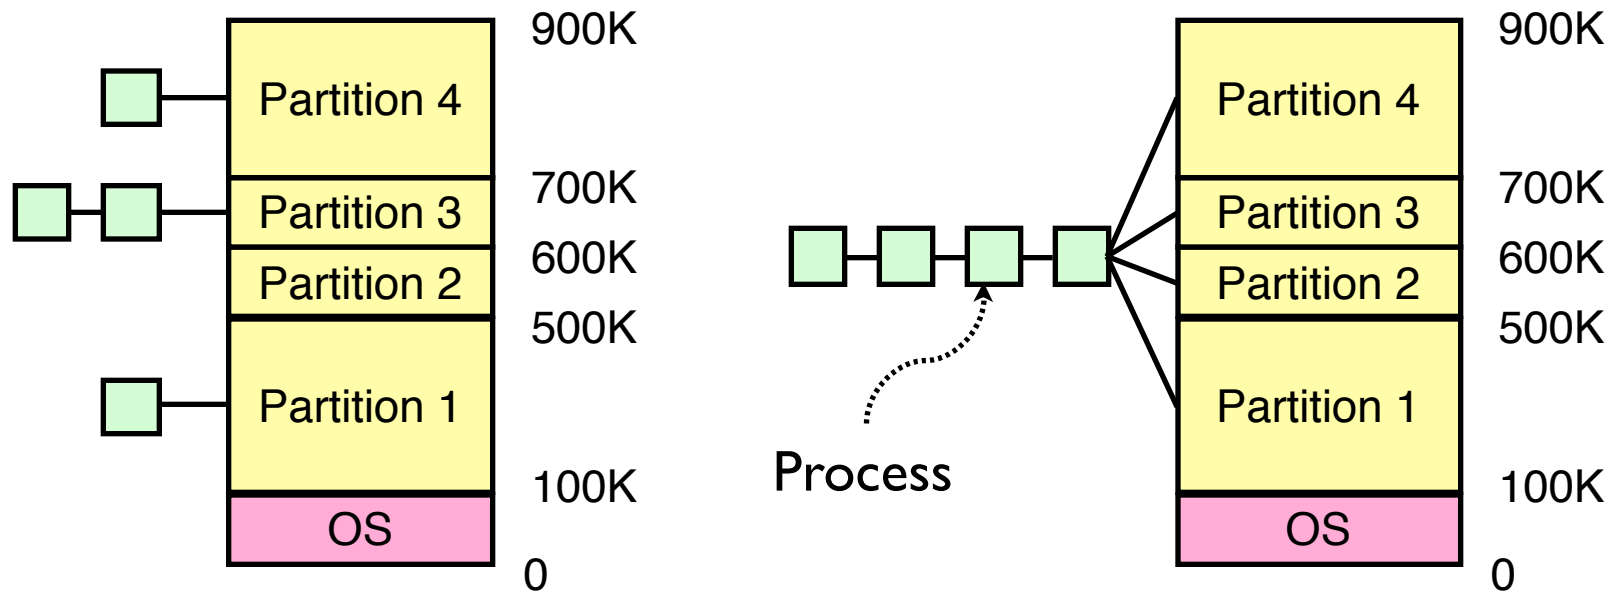 900K
Partition 4
700K
Partition 3
600K
Partition 2
500K
Partition 1
100K
OS
0
900K
Partition 4
700K
Partition 3
600K
Partition 2
500K
Partition 1
Process
100K
OS
0